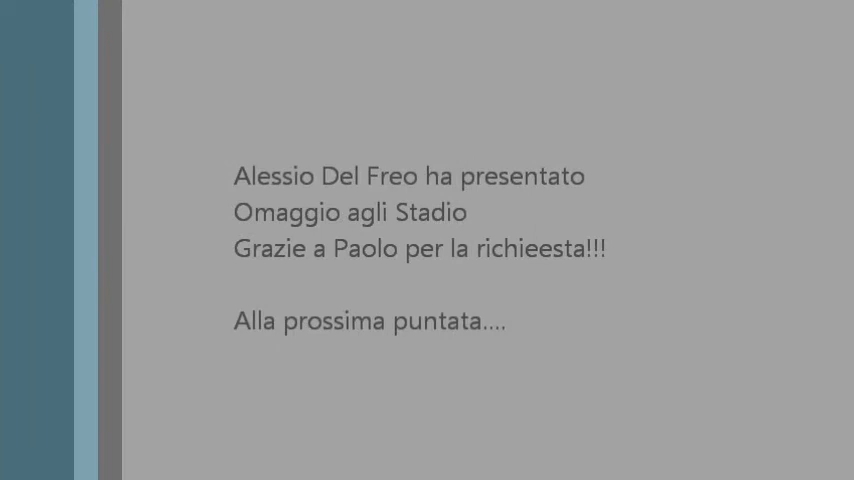 Alessio Del Freo ha presentato
Omaggio agli Stadio
Grazie a Paolo per la richieesta!!!
Alla prossima puntata....